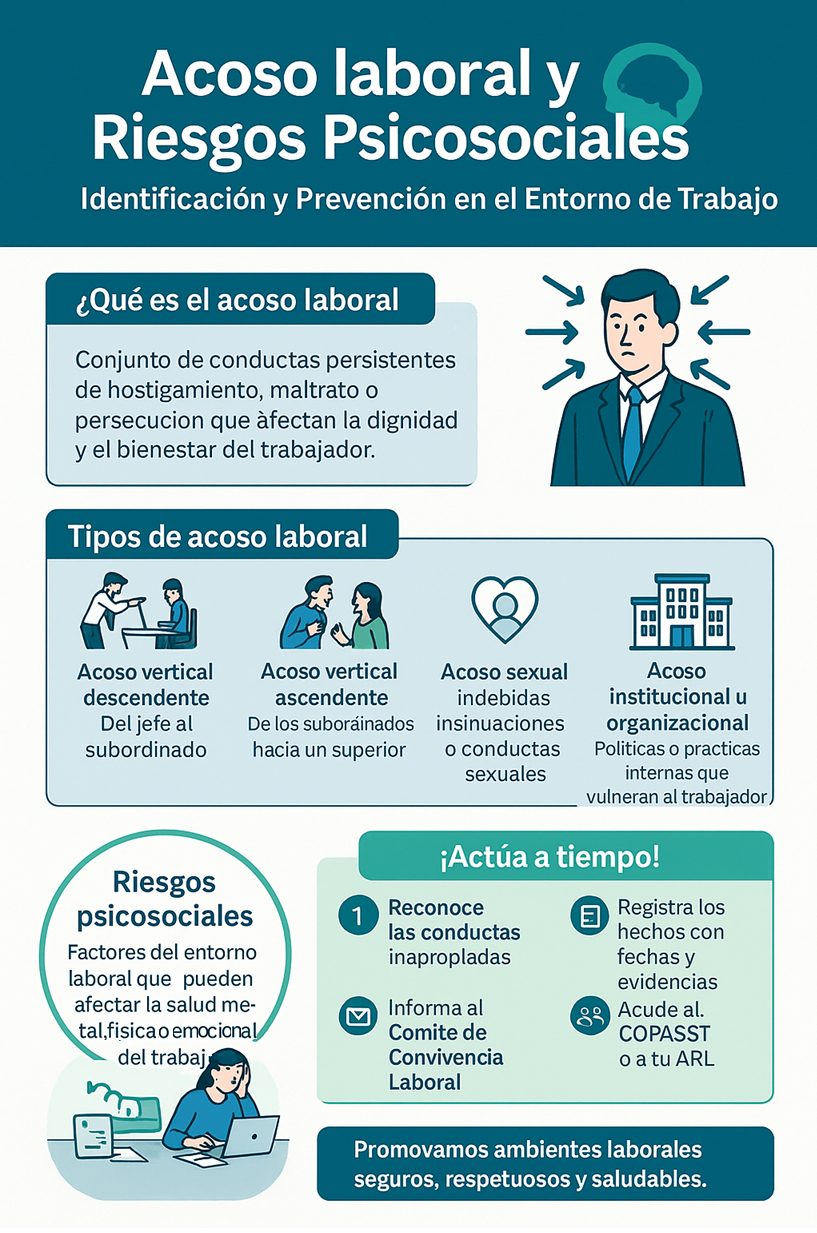 Acoso laboral y
Riesgos Psicosociales
Identificación y Prevención en el Entorno de Trabajo
¿Qué es el acoso laboral
Conjunto de conductas persistentes
de hostigamiento, maltrato o
persecucion que àfectan la dignidad
y el bienestar del trabajador.
Tipos de acoso laboral
Acoso vertical
descendente
Del jefe al
subordinado
Acoso vertical
ascendente
De los suboráinados
hacia un superior
Acoso sexual
indebidas
insinuaciones
o conductas
sexuales
Acoso
institucional u
organizacional
Politicas o practicas
internas que
vulneran al trabajador
Riesgos
psicosociales
Factores del entorno
laboral que pueden
afectar la salud me-
tal,fisica o emocional
del trabaj
¡Actúa a tiempo!
1
Reconoce
las conductas
inapropladas
Registra los
hechos con
fechas y
evidencias
Informa al
Comite de
Convivencia
Laboral
Acude al.
COPASST
o a tu ARL
Promovamos ambientes laborales
seguros, respetuosos y saludables.